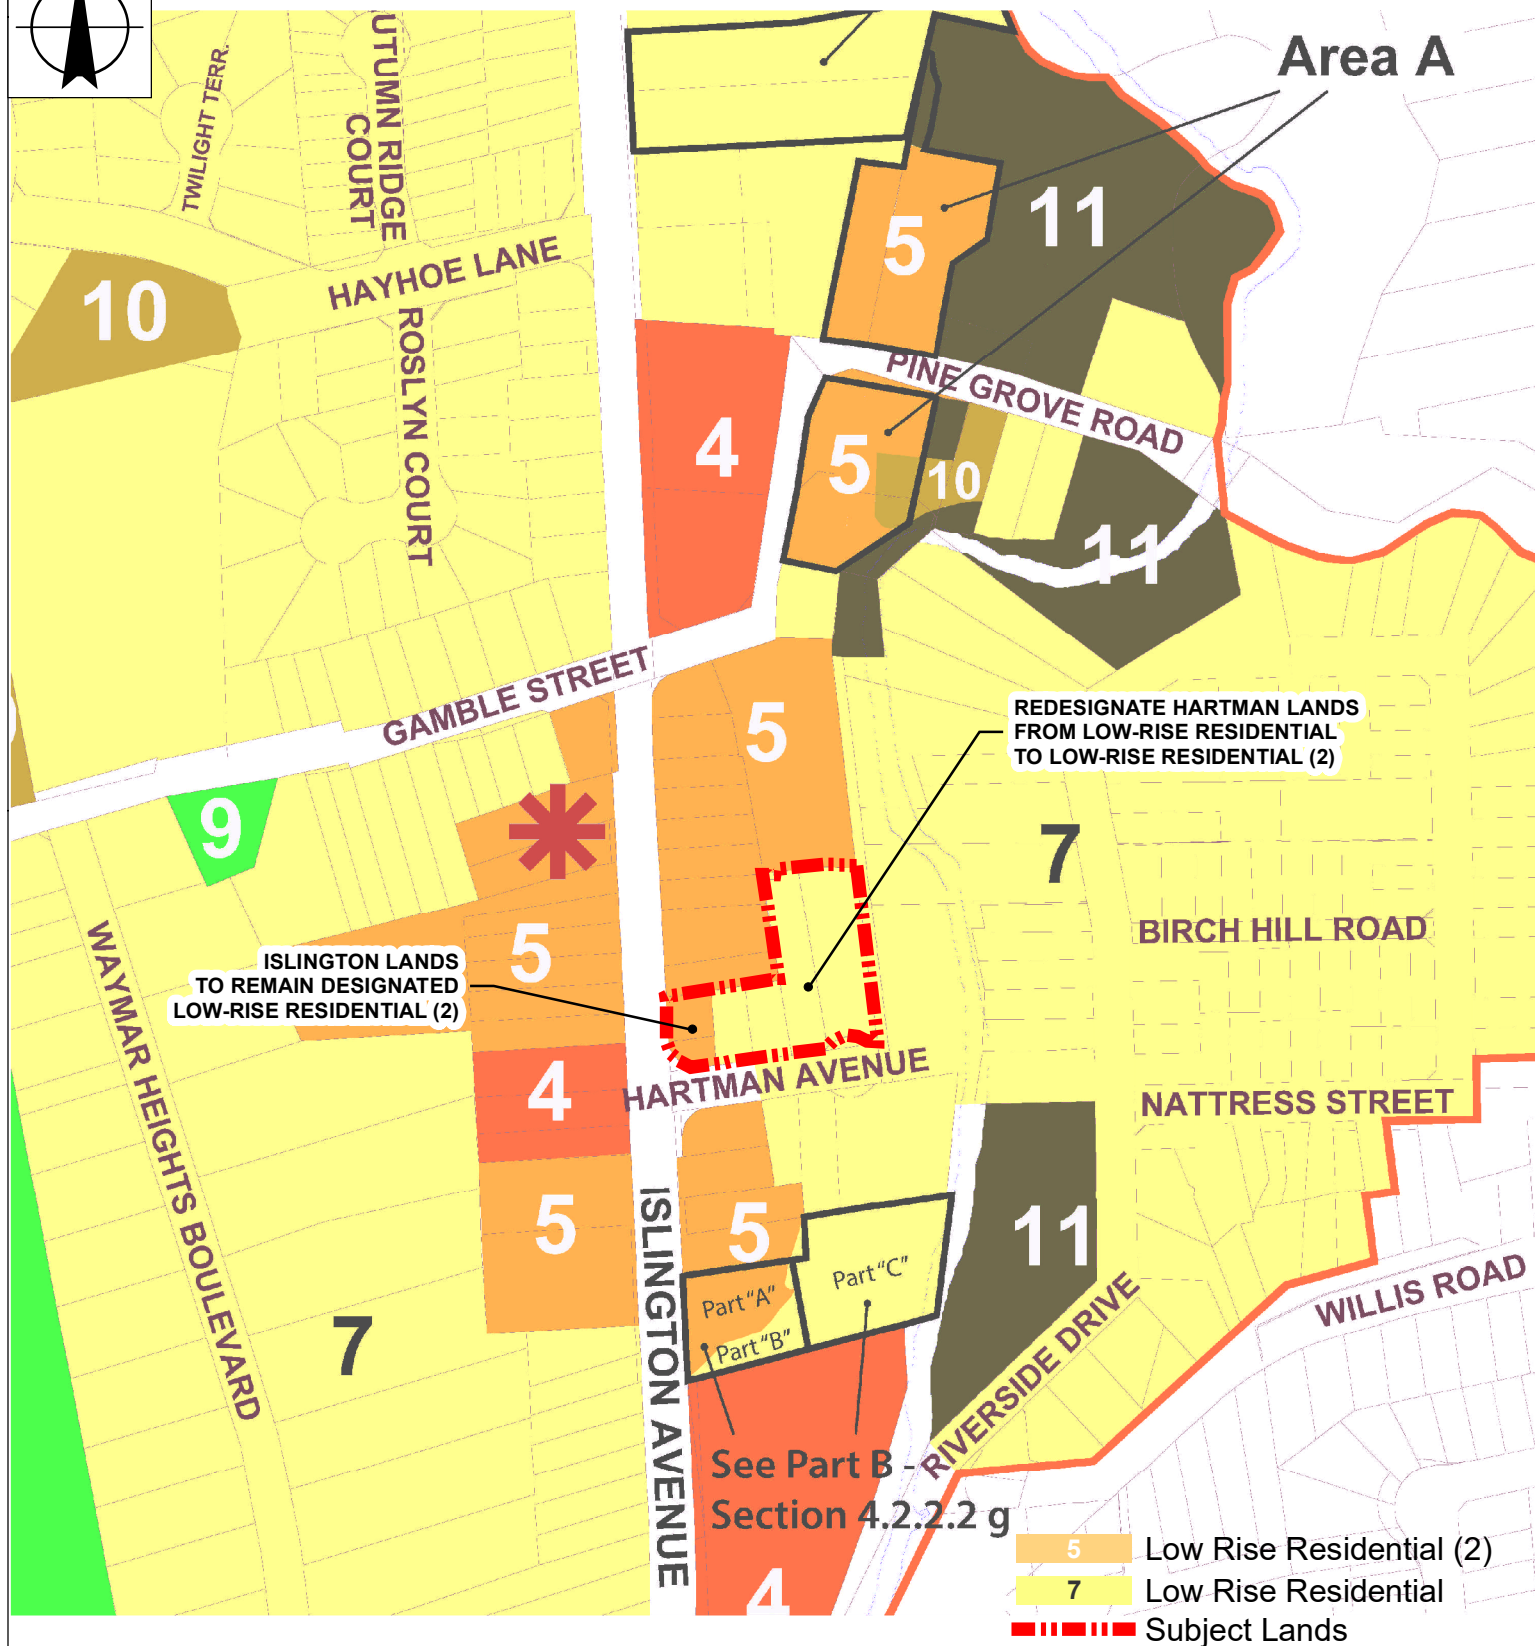 Area A
TWILIGHT TERR.
UTUMN RIDGE
COURT
11
5
HAYHOE LANE
10
ROSLYN COURT
PINE GROVE ROAD
4
5
10
11
GAMBLE STREET
5
REDESIGNATE HARTMAN LANDS
FROM LOW-RISE RESIDENTIAL
TO LOW-RISE RESIDENTIAL (2)
9
7
BIRCH HILL ROAD
5
ISLINGTON LANDS
TO REMAIN DESIGNATED
LOW-RISE RESIDENTIAL (2)
WAYMAR HEIGHTS BOULEVARD
4
HARTMAN AVENUE
NATTRESS STREET
5
ISLINGTON AVENUE
5
11
Part "A"
Part "B"
Part "C"
7
RIVERSIDE DRIVE
WILLIS ROAD
See Part B -
Section 4.2.2.2 g
4
5 Low Rise Residential (2)
7 Low Rise Residential
Subject Lands